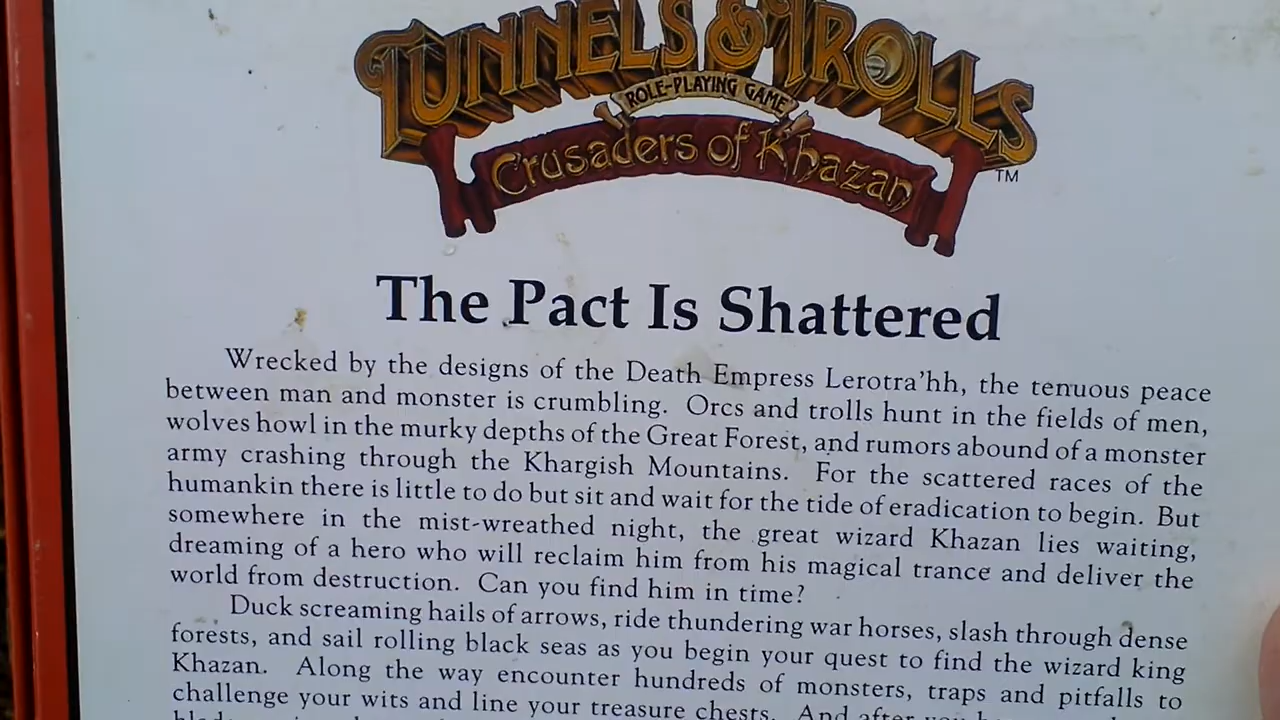 TUNNELS & TROLLS
ROLE-PLAYING GAME
Crusaders of Khazan
TM
The Pact Is Shattered
Wrecked by the designs of the Death Empress Lerotra'hh, the tenuous peace
between man and monster is crumbling. Orcs and trolls hunt in the fields of men,
wolves howl in the murky depths of the Great Forest, and rumors abound of a monster
army crashing through the Khargish Mountains. For the scattered races of the
humankin there is little to do but sit and wait for the tide of eradication to begin. But
somewhere in the mist-wreathed night, the great wizard Khazan lies waiting,
dreaming of a hero who will reclaim him from his magical trance and deliver the
world from destruction. Can you find him in time?
Duck screaming hails of arrows, ride thundering war horses, slash through dense
forests, and sail rolling black seas as you begin your quest to find the wizard king
Khazan. Along the way encounter hundreds of monsters, traps and pitfalls to
challenge your wits and line your treasure chests. And after you